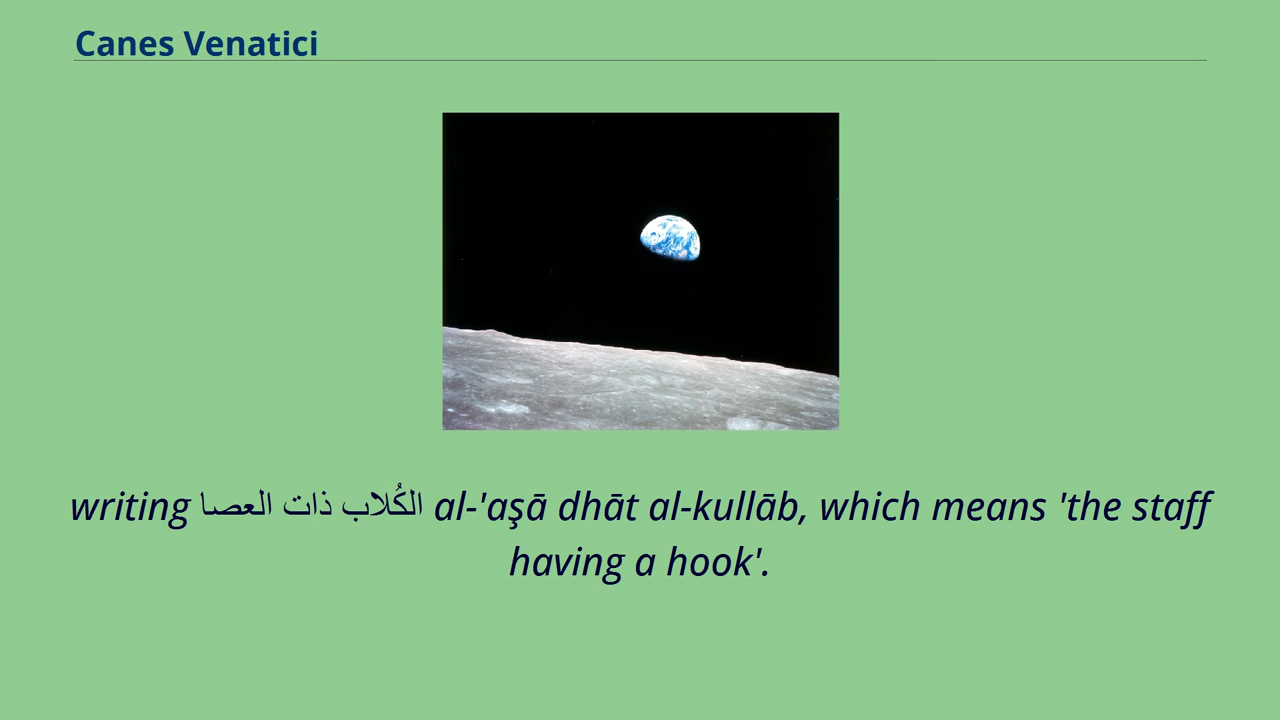 Canes Venatici
writing الكُلاب ذات العصا al-'aşā dhāt al-kullāb, which means 'the staff
having a hook'.